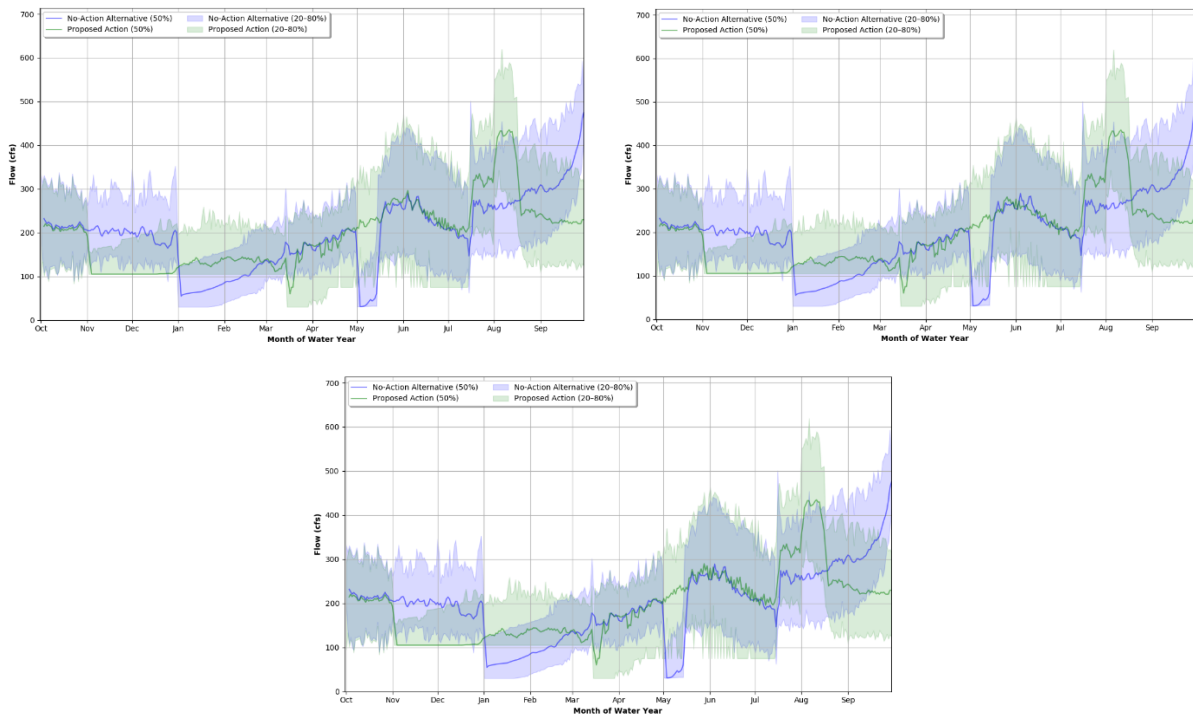 No-Action Alternative (50%) No-Action Alternative (20–80%)
Proposed Action (50%) Proposed Action (20–80%)
700
600
500
400
300
200
100
0
Flow (cfs)
Oct Nov Dec Jan Feb Mar Apr May Jun Jul Aug Sep
Month of Water Year
No-Action Alternative (50%) No-Action Alternative (20–80%)
Proposed Action (50%) Proposed Action (20–80%)
700
600
500
400
300
200
100
0
Flow (cfs)
Oct Nov Dec Jan Feb Mar Apr May Jun Jul Aug Sep
Month of Water Year
No-Action Alternative (50%) No-Action Alternative (20–80%)
Proposed Action (50%) Proposed Action (20–80%)
700
600
500
400
300
200
100
0
Flow (cfs)
Oct Nov Dec Jan Feb Mar Apr May Jun Jul Aug Sep
Month of Water Year